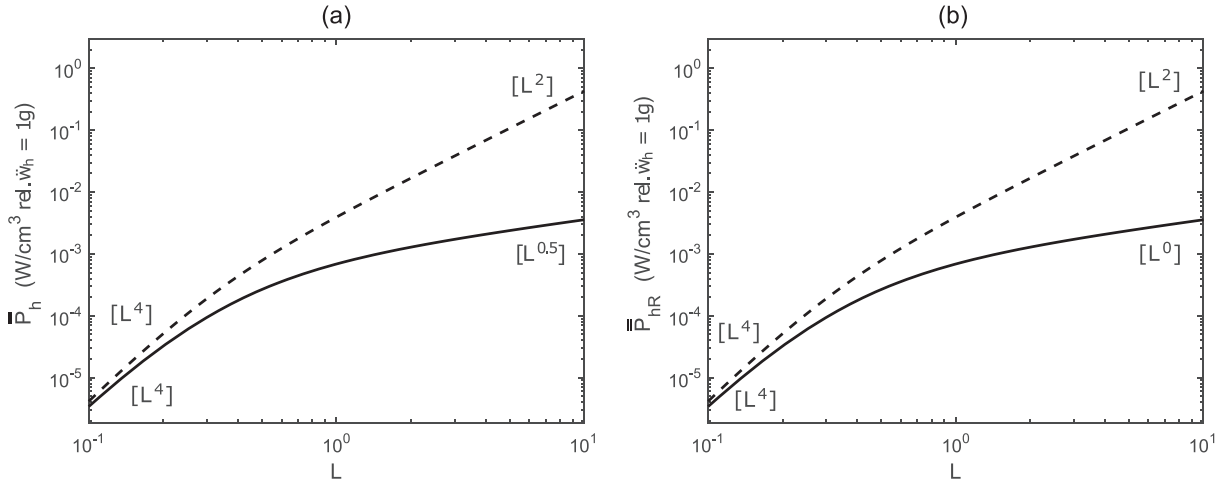 (a)
10⁰
10⁻¹
10⁻²
10⁻³
10⁻⁴
10⁻⁵
P̿ₕ (W/cm³ rel. ẅₕ = 1g)
[L²]
[L⁰·⁵]
[L⁴]
[L⁴]
10⁻¹ 10⁰ 10¹
L
(b)
10⁰
10⁻¹
10⁻²
10⁻³
10⁻⁴
10⁻⁵
P̿ₕR (W/cm³ rel. ẅₕ = 1g)
[L²]
[L⁰]
[L⁴]
[L⁴]
10⁻¹ 10⁰ 10¹
L